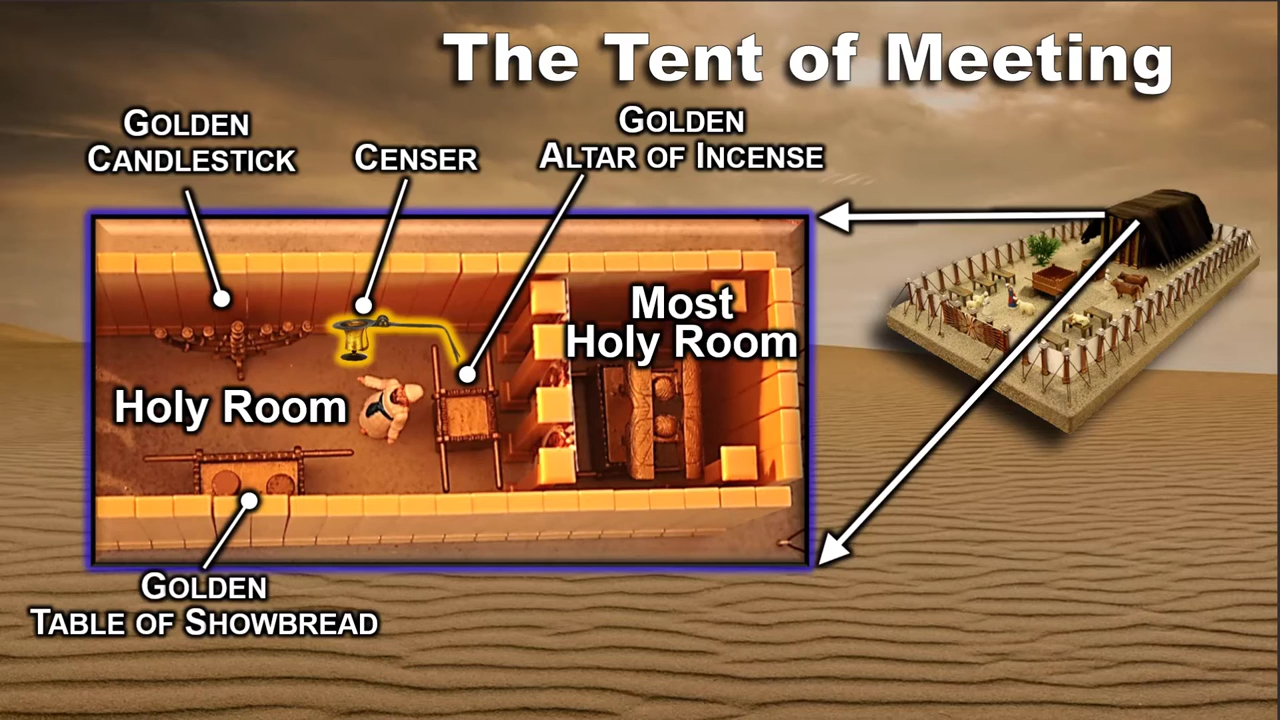 The Tent of Meeting
GOLDEN
CANDLESTICK
CENSER
GOLDEN
ALTAR OF INCENSE
Most
Holy Room
Holy Room
GOLDEN
TABLE OF SHOWBREAD